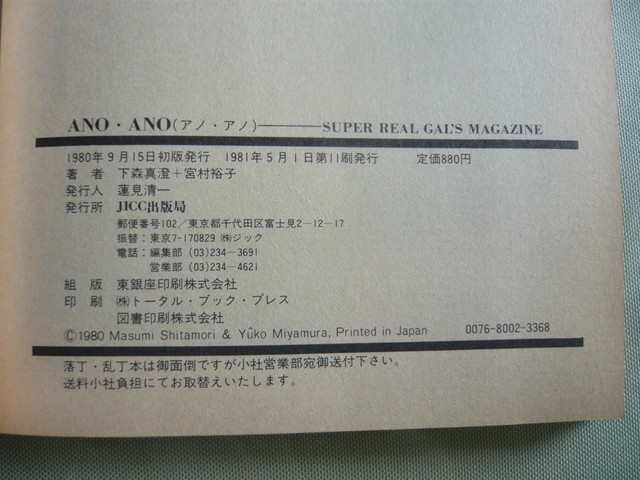 ANO・ANO(アノ・アノ)———SUPER REAL GAL'S MAGAZINE
1980年9月15日初版発行 1981年5月1日第11刷発行 定価880円
著者 下森真澄+宮村裕子
発行人 蓮見清一
発行所 JICC出版局
郵便番号102/東京都千代田区富士見2-12-17
振替:東京7-170829 ㈱ジック
電話:編集部(03)234-3691
営業部(03)234-4621
組版 東銀座印刷株式会社
印刷 ㈱トータル・ブック・プレス
図書印刷株式会社
©1980 Masumi Shitamori & Yûko Miyamura, Printed in Japan 0076-8002-3368
落丁・乱丁本は御面倒ですが小社営業部宛御送付下さい。
送料小社負担にてお取替えいたします。